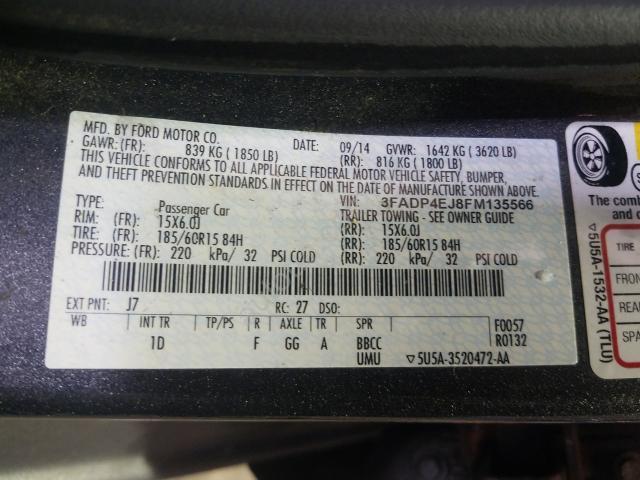 MFD. BY FORD MOTOR CO. DATE: 09/14 GVWR: 1642 KG ( 3620 LB)
GAWR: (FR): 839 KG ( 1850 LB) (RR): 816 KG ( 1800 LB)
THIS VEHICLE CONFORMS TO ALL APPLICABLE FEDERAL MOTOR VEHICLE SAFETY, BUMPER,
AND THEFT PREVENTION STANDARDS IN EFFECT ON THE DATE OF MANUFACTURE SHOWN ABOVE.
VIN: 3FADP4EJ8FM135566
TYPE: Passenger Car TRAILER TOWING - SEE OWNER GUIDE
RIM: (FR): 15X6.0J (RR): 15X6.0J
TIRE: (FR): 185/60R15 84H (RR): 185/60R15 84H
PRESSURE: (FR): 220 kPa/ 32 PSI COLD (RR): 220 kPa/ 32 PSI COLD
EXT PNT: J7 RC: 27 DSO:
WB INT TR TP/PS R AXLE TR SPR F0057
1D F GG A BBCC R0132
UMU ▽5U5A-3520472-AA
The comb
and c
TIRE
FRON
REA
SPA
▽5U5A-1532-AA (TLU)